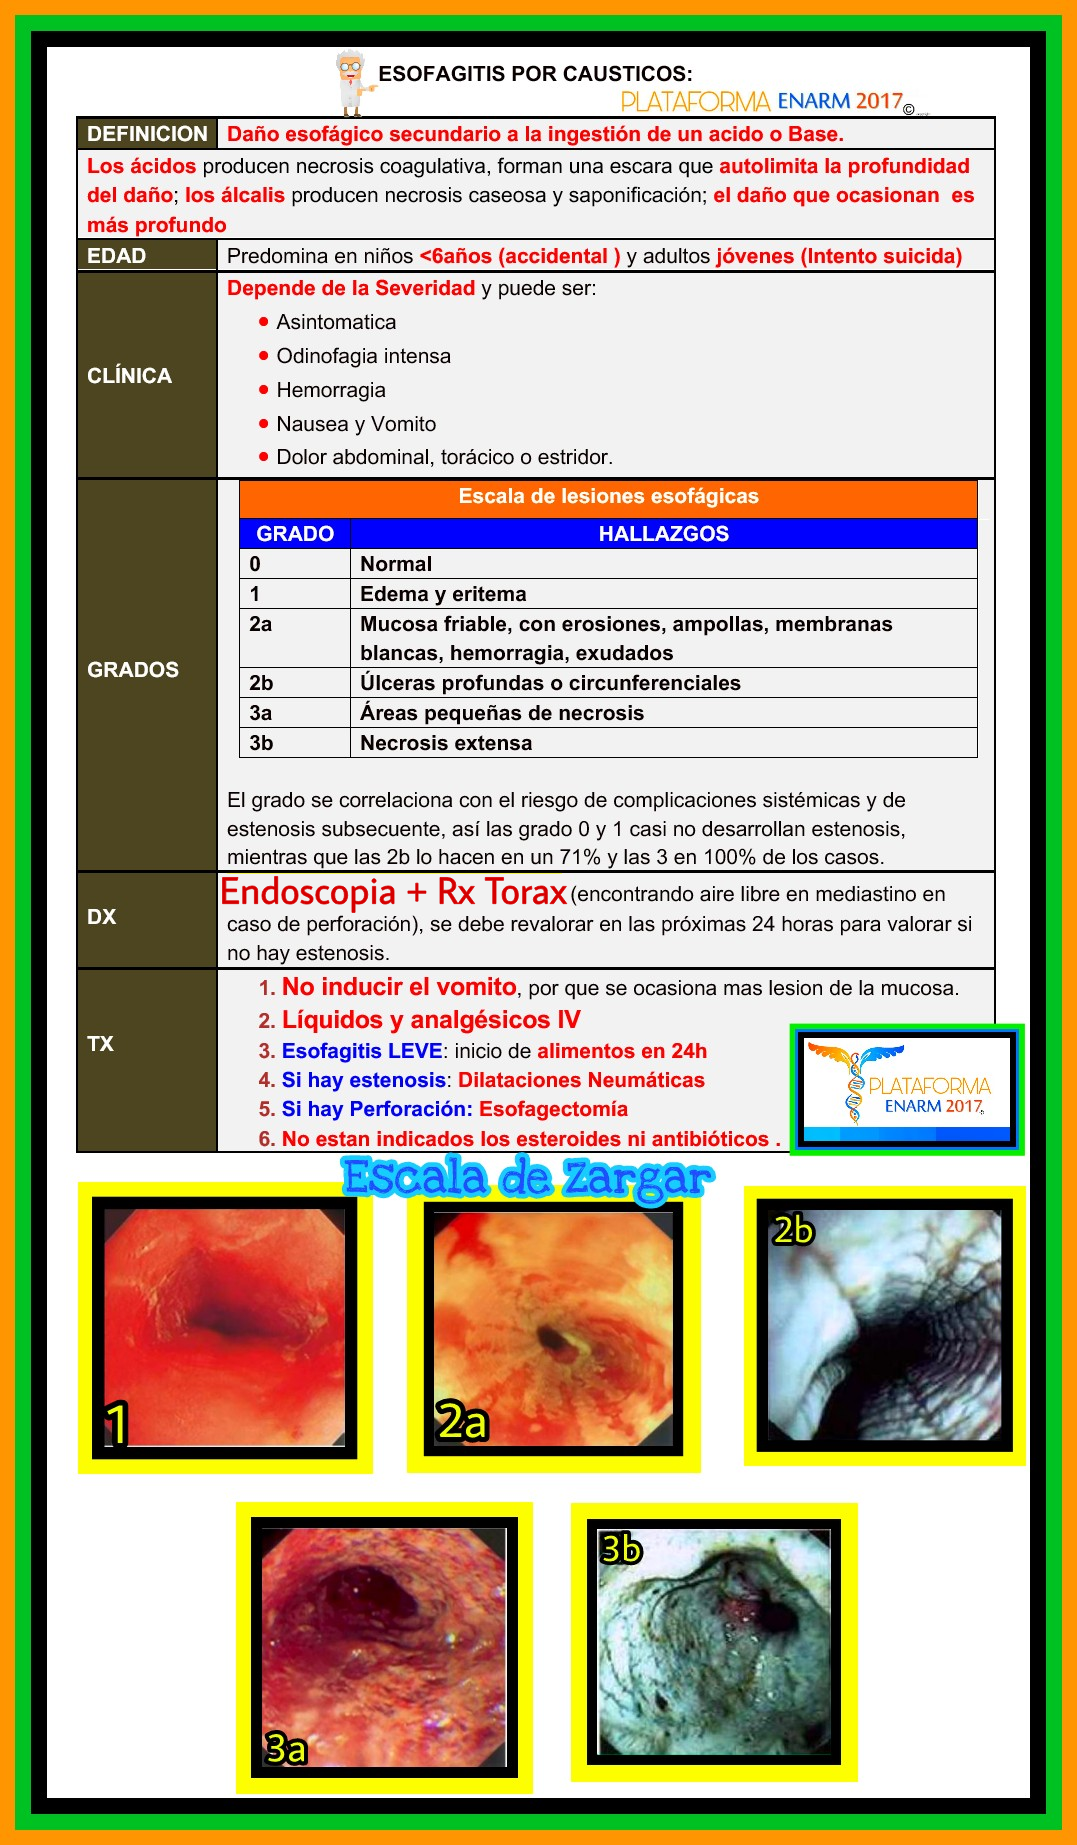 ESOFAGITIS POR CAUSTICOS:
PLATAFORMA ENARM 2017©
DEFINICION Daño esofágico secundario a la ingestión de un acido o Base.
Los ácidos producen necrosis coagulativa, forman una escara que autolimita la profundidad
del daño; los álcalis producen necrosis caseosa y saponificación; el daño que ocasionan es
más profundo
EDAD Predomina en niños <6años (accidental ) y adultos jóvenes (Intento suicida)
CLÍNICA
Depende de la Severidad y puede ser:
• Asintomatica
• Odinofagia intensa
• Hemorragia
• Nausea y Vomito
• Dolor abdominal, torácico o estridor.
GRADOS
Escala de lesiones esofágicas
GRADO HALLAZGOS
0 Normal
1 Edema y eritema
2a Mucosa friable, con erosiones, ampollas, membranas
blancas, hemorragia, exudados
2b Úlceras profundas o circunferenciales
3a Áreas pequeñas de necrosis
3b Necrosis extensa
El grado se correlaciona con el riesgo de complicaciones sistémicas y de
estenosis subsecuente, así las grado 0 y 1 casi no desarrollan estenosis,
mientras que las 2b lo hacen en un 71% y las 3 en 100% de los casos.
DX
Endoscopia + Rx Torax (encontrando aire libre en mediastino en
caso de perforación), se debe revalorar en las próximas 24 horas para valorar si
no hay estenosis.
TX
1. No inducir el vomito, por que se ocasiona mas lesion de la mucosa.
2. Líquidos y analgésicos IV
3. Esofagitis LEVE: inicio de alimentos en 24h
4. Si hay estenosis: Dilataciones Neumáticas
5. Si hay Perforación: Esofagectomía
6. No estan indicados los esteroides ni antibióticos .
PLATAFORMA
ENARM 2017
Escala de Zargar
1
2a
2b
3a
3b